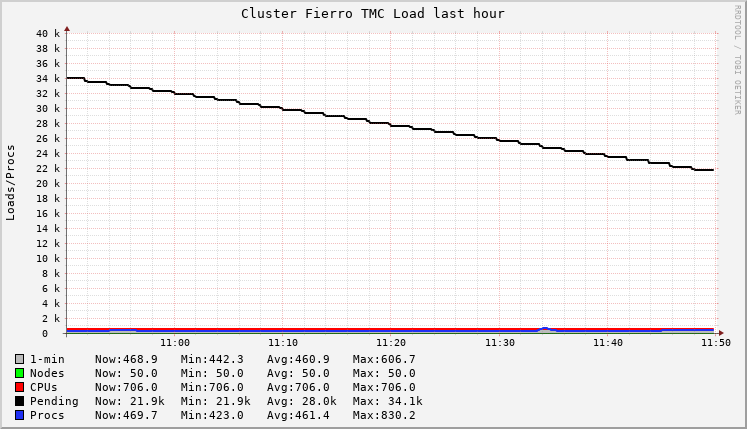 Cluster Fierro TMC Load last hour
RRDTOOL / TOBI OETIKER
Loads/Procs
40 k
38 k
36 k
34 k
32 k
30 k
28 k
26 k
24 k
22 k
20 k
18 k
16 k
14 k
12 k
10 k
8 k
6 k
4 k
2 k
0
11:00 11:10 11:20 11:30 11:40 11:50
1-min Now:468.9 Min:442.3 Avg:460.9 Max:606.7
Nodes Now: 50.0 Min: 50.0 Avg: 50.0 Max: 50.0
CPUs Now:706.0 Min:706.0 Avg:706.0 Max:706.0
Pending Now: 21.9k Min: 21.9k Avg: 28.0k Max: 34.1k
Procs Now:469.7 Min:423.0 Avg:461.4 Max:830.2